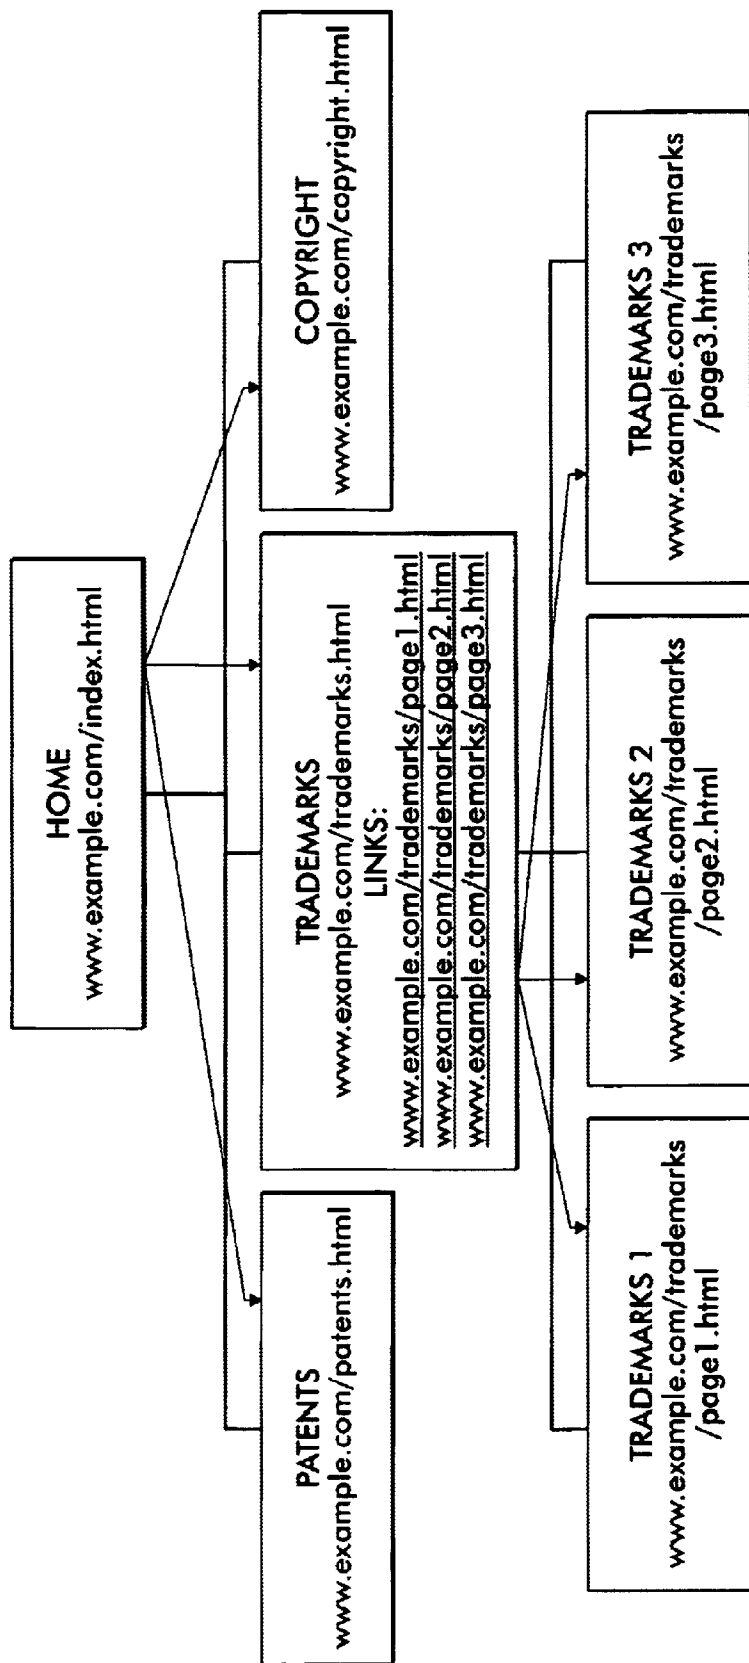 HOME
www.example.com/index.html
PATENTS
www.example.com/patents.html
TRADEMARKS
www.example.com/trademarks.html
LINKS:
www.example.com/trademarks/page1.html
www.example.com/trademarks/page2.html
www.example.com/trademarks/page3.html
COPYRIGHT
www.example.com/copyright.html
TRADEMARKS 1
www.example.com/trademarks
/page1.html
TRADEMARKS 2
www.example.com/trademarks
/page2.html
TRADEMARKS 3
www.example.com/trademarks
/page3.html